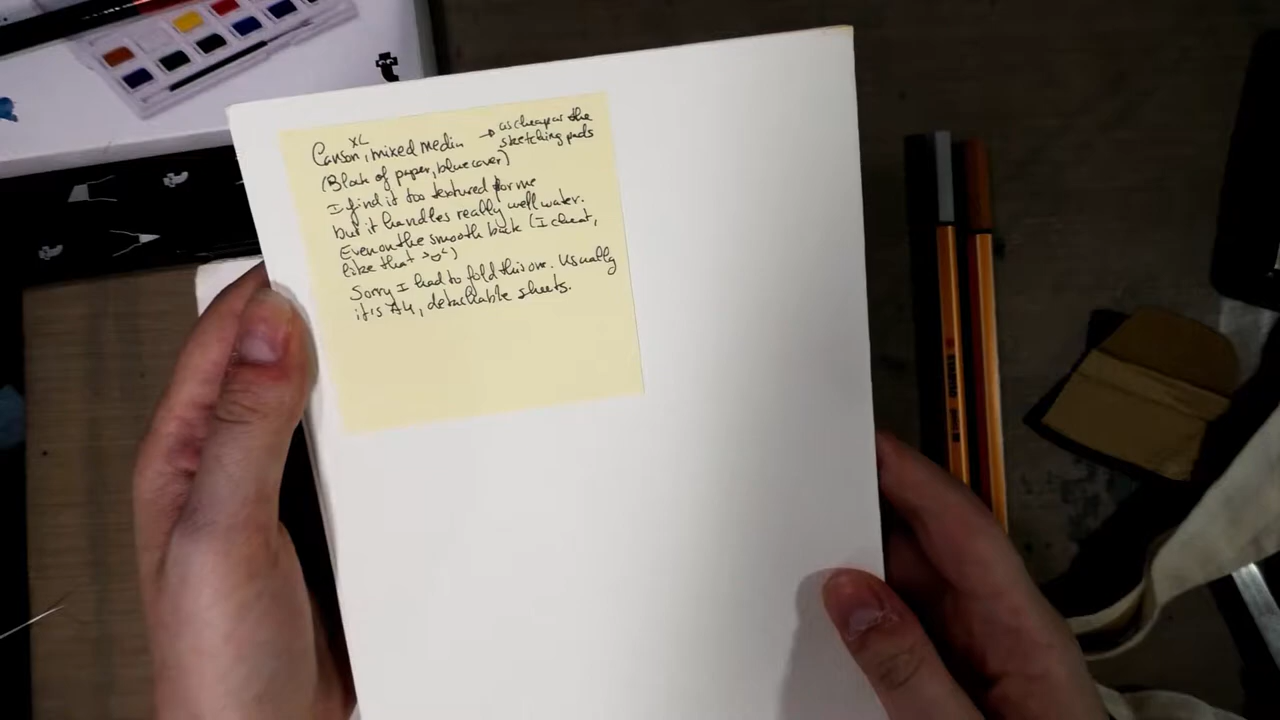 Canson XL, mixed media → as cheap as the
sketching pads
(Block of paper, blue cover)
I find it too textured for me
but it handles really well water.
Even on the smooth back (I cheat,
like that >u<)
Sorry I had to fold this one. Usually
it's A4, detachable sheets.